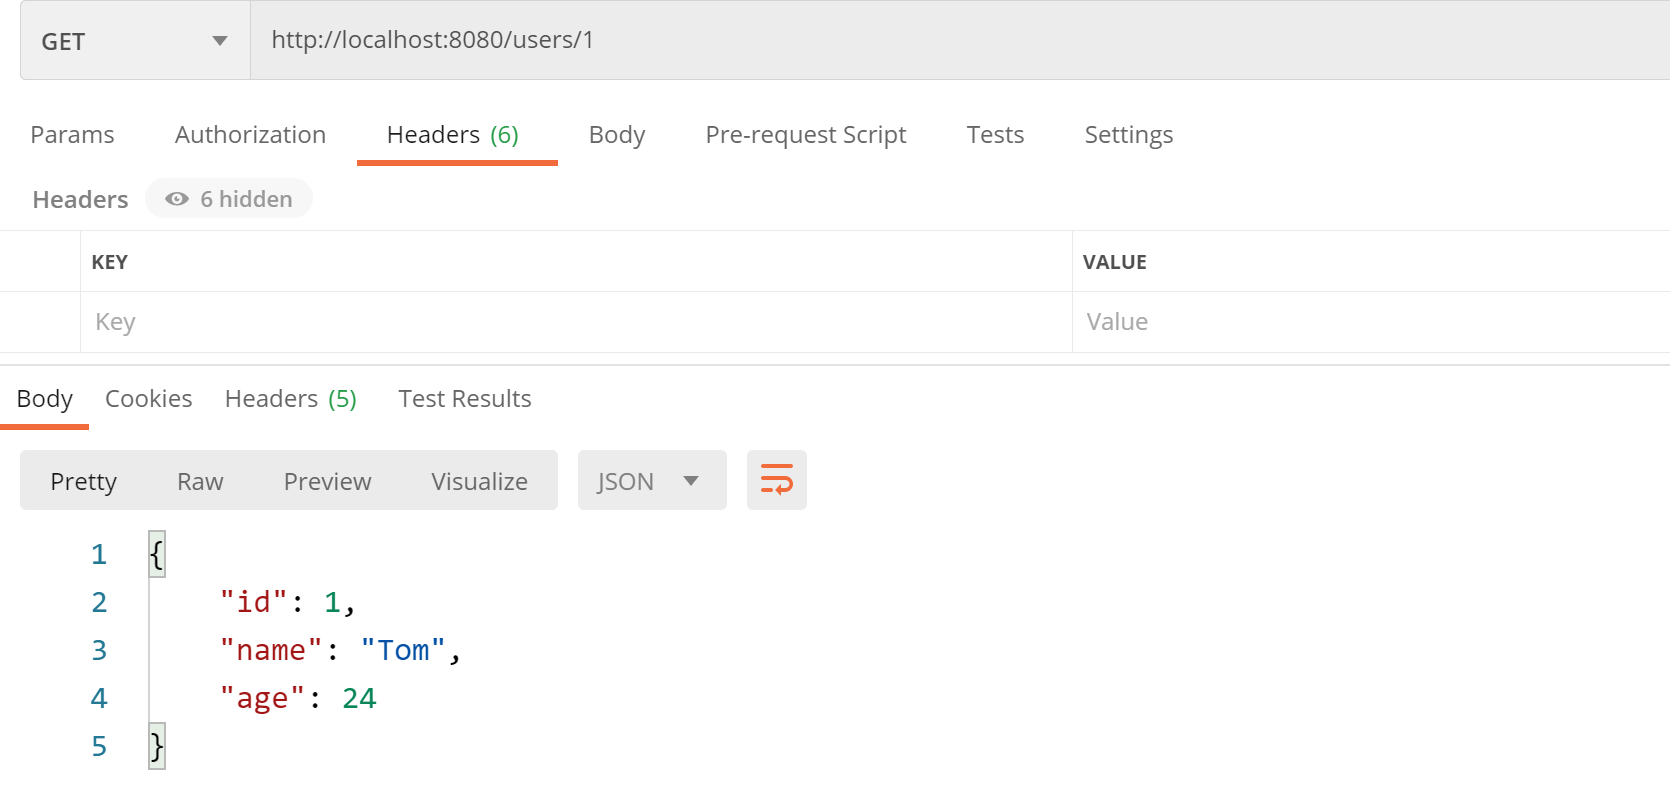 GET http://localhost:8080/users/1
Params Authorization Headers (6) Body Pre-request Script Tests Settings
Headers 6 hidden
KEY VALUE
Key Value
Body Cookies Headers (5) Test Results
Pretty Raw Preview Visualize JSON
1 {
2 "id": 1,
3 "name": "Tom",
4 "age": 24
5 }